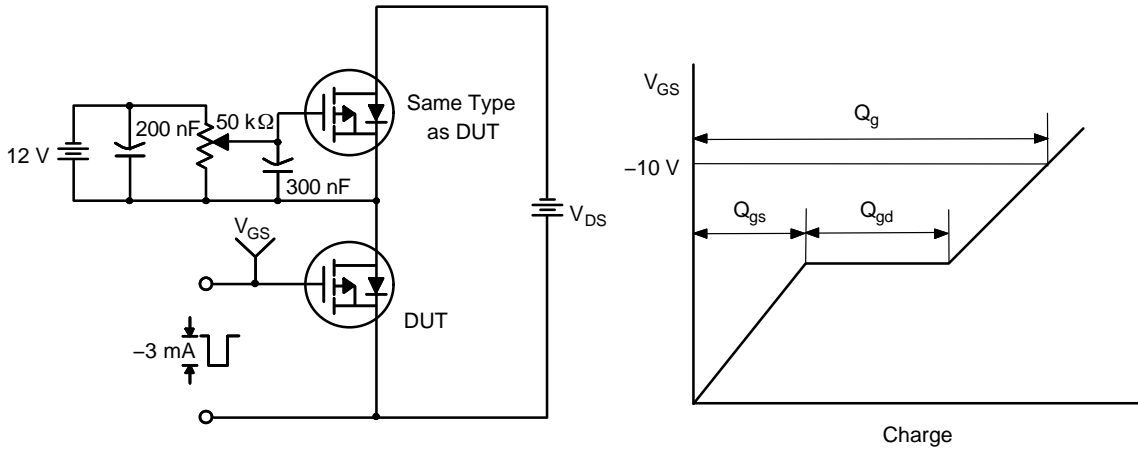 Same Type
as DUT
200 nF
50 kΩ
12 V
300 nF
V_DS
V_GS
DUT
−3 mA
V_GS
Q_g
−10 V
Q_gs
Q_gd
Charge